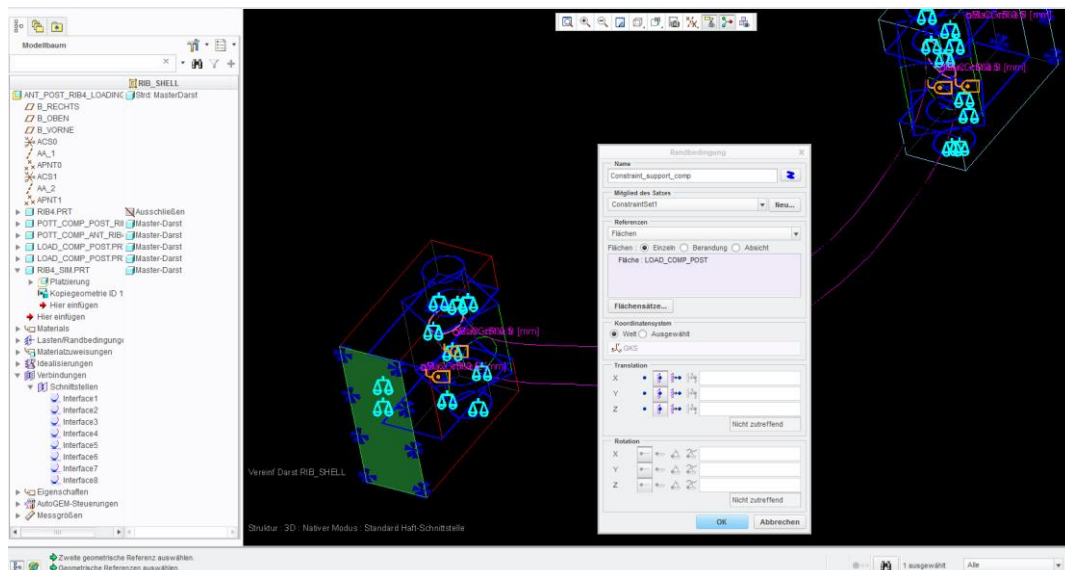 Modellbaum
RIB_SHELL
ANT_POST_RIB4_LOADING Strd: MasterDarst
B_RECHTS
B_OBEN
B_VORNE
ACS0
AA_1
APNT0
ACS1
AA_2
APNT1
RIB4.PRT Ausschließen
POTT_COMP_POST_RI Master-Darst
POTT_COMP_ANT_RIB Master-Darst
LOAD_COMP_POST.PR Master-Darst
LOAD_COMP_POST.PR Master-Darst
RIB4_SIM.PRT Master-Darst
Platzierung
Kopiegeometrie ID 1
Hier einfügen
Hier einfügen
Materials
Lasten/Randbedingunge
Materialzuweisungen
Idealisierungen
Verbindungen
Schnittstellen
Interface1
Interface2
Interface3
Interface4
Interface5
Interface6
Interface7
Interface8
Eigenschaften
AutoGEM-Steuerungen
Messgrößen
[mm]
[mm]
[mm]
[mm]
Vereinf Darst RIB_SHELL
Struktur : 3D : Nativer Modus : Standard Haft-Schnittstelle
Randbedingung X
Name
Constraint_support_comp
Mitglied des Satzes
ConstraintSet1 Neu...
Referenzen
Flächen
Flächen : Einzeln Berandung Absicht
Fläche : LOAD_COMP_POST
Flächensätze...
Koordinatensystem
Welt Ausgewählt
GKS
Translation
X
Y
Z
Nicht zutreffend
Rotation
X
Y
Z
Nicht zutreffend
OK Abbrechen
Zweite geometrische Referenz auswählen.
Geometrische Referenzen auswählen.
1 ausgewählt Alle